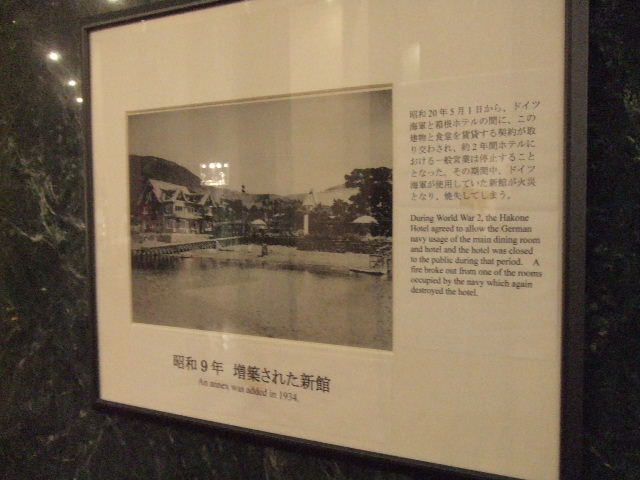 昭和20年5月1日から、ドイツ
海軍と箱根ホテルの間に、この
建物と食堂を賃貸する契約が取
り交わされ、約2年間ホテルに
おける一般営業は停止すること
となった。その期間中、ドイツ
海軍が使用していた新館が火災
となり、焼失してしまう。
During World War 2, the Hakone
Hotel agreed to allow the German
navy usage of the main dining room
and hotel and the hotel was closed
to the public during that period. A
fire broke out from one of the rooms
occupied by the navy which again
destroyed the hotel.
昭和9年 増築された新館
An annex was added in 1934.